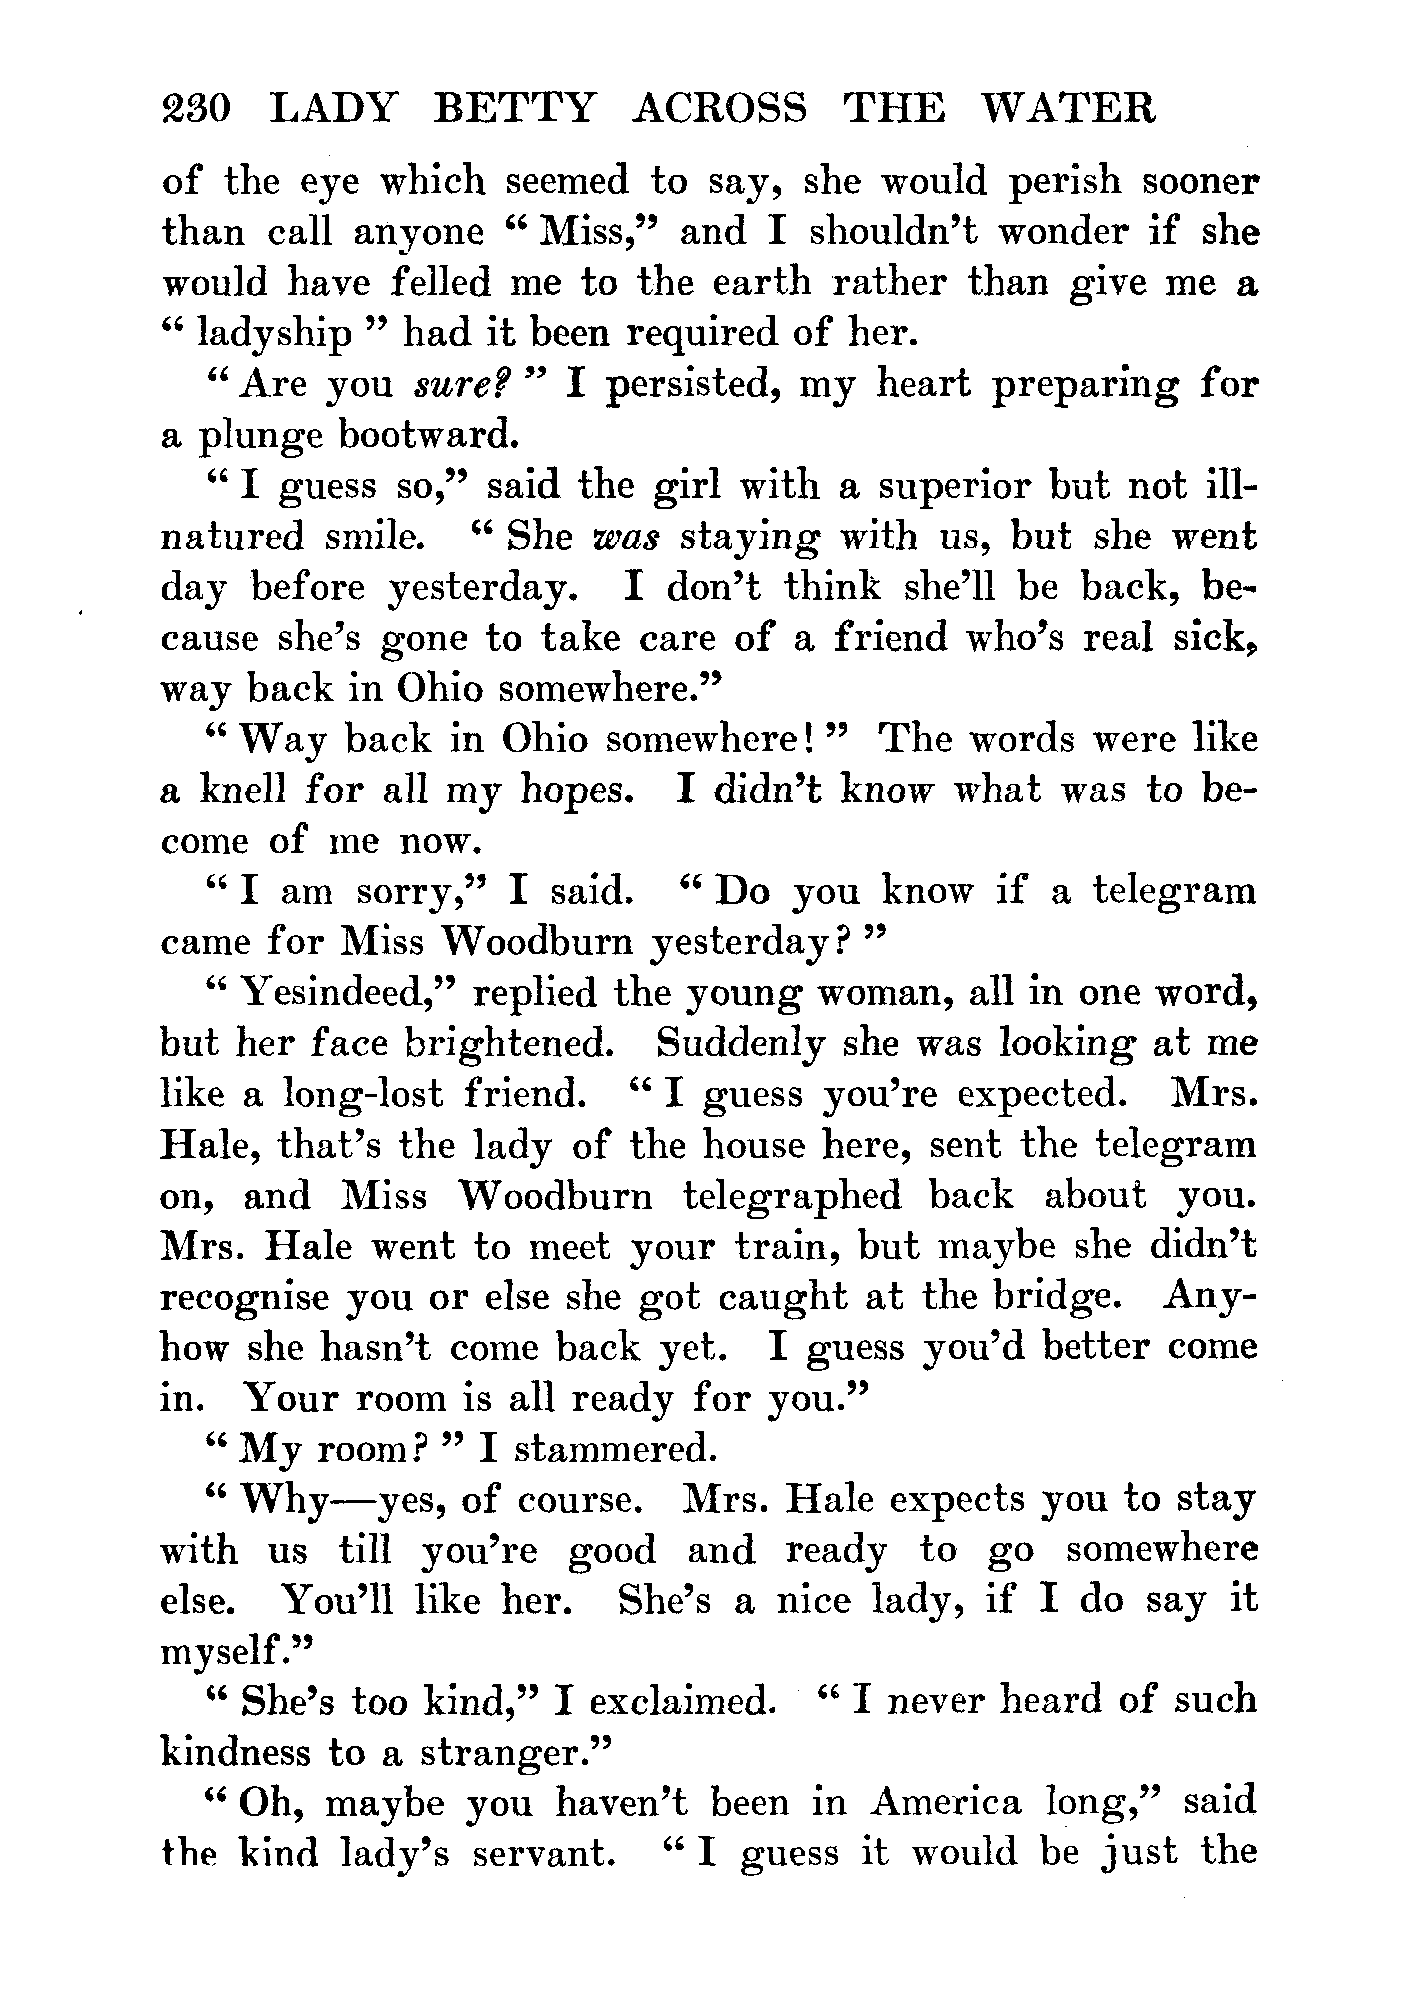 230 LADY BETTY ACROSS THE WATER
of the eye which seemed to say, she would perish sooner
than call anyone “ Miss,” and I shouldn’t wonder if she
would have felled me to the earth rather than give me a
“ ladyship ” had it been required of her.
“ Are you sure? ” I persisted, my heart preparing for
a plunge bootward.
“ I guess so,” said the girl with a superior but not ill-
natured smile. “ She was staying with us, but she went
day before yesterday. I don’t think she’ll be back, be-
cause she’s gone to take care of a friend who’s real sick,
way back in Ohio somewhere.”
“ Way back in Ohio somewhere! ” The words were like
a knell for all my hopes. I didn’t know what was to be-
come of me now.
“ I am sorry,” I said. “ Do you know if a telegram
came for Miss Woodburn yesterday? ”
“ Yesindeed,” replied the young woman, all in one word,
but her face brightened. Suddenly she was looking at me
like a long-lost friend. “ I guess you’re expected. Mrs.
Hale, that’s the lady of the house here, sent the telegram
on, and Miss Woodburn telegraphed back about you.
Mrs. Hale went to meet your train, but maybe she didn’t
recognise you or else she got caught at the bridge. Any-
how she hasn’t come back yet. I guess you’d better come
in. Your room is all ready for you.”
“ My room? ” I stammered.
“ Why—yes, of course. Mrs. Hale expects you to stay
with us till you’re good and ready to go somewhere
else. You’ll like her. She’s a nice lady, if I do say it
myself.”
“ She’s too kind,” I exclaimed. “ I never heard of such
kindness to a stranger.”
“ Oh, maybe you haven’t been in America long,” said
the kind lady’s servant. “ I guess it would be just the